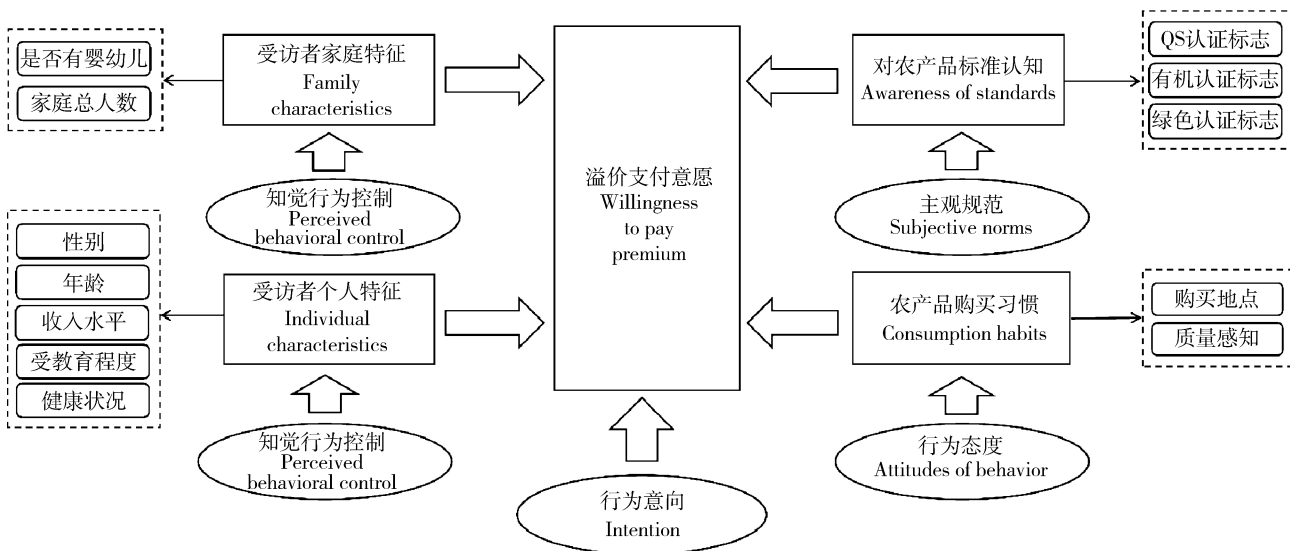 是否有婴幼儿
家庭总人数
受访者家庭特征
Family
characteristics
知觉行为控制
Perceived
behavioral control
性别
年龄
收入水平
受教育程度
健康状况
受访者个人特征
Individual
characteristics
知觉行为控制
Perceived
behavioral control
溢价支付意愿
Willingness
to pay
premium
行为意向
Intention
对农产品标准认知
Awareness of standards
QS认证标志
有机认证标志
绿色认证标志
主观规范
Subjective norms
农产品购买习惯
Consumption habits
购买地点
质量感知
行为态度
Attitudes of behavior